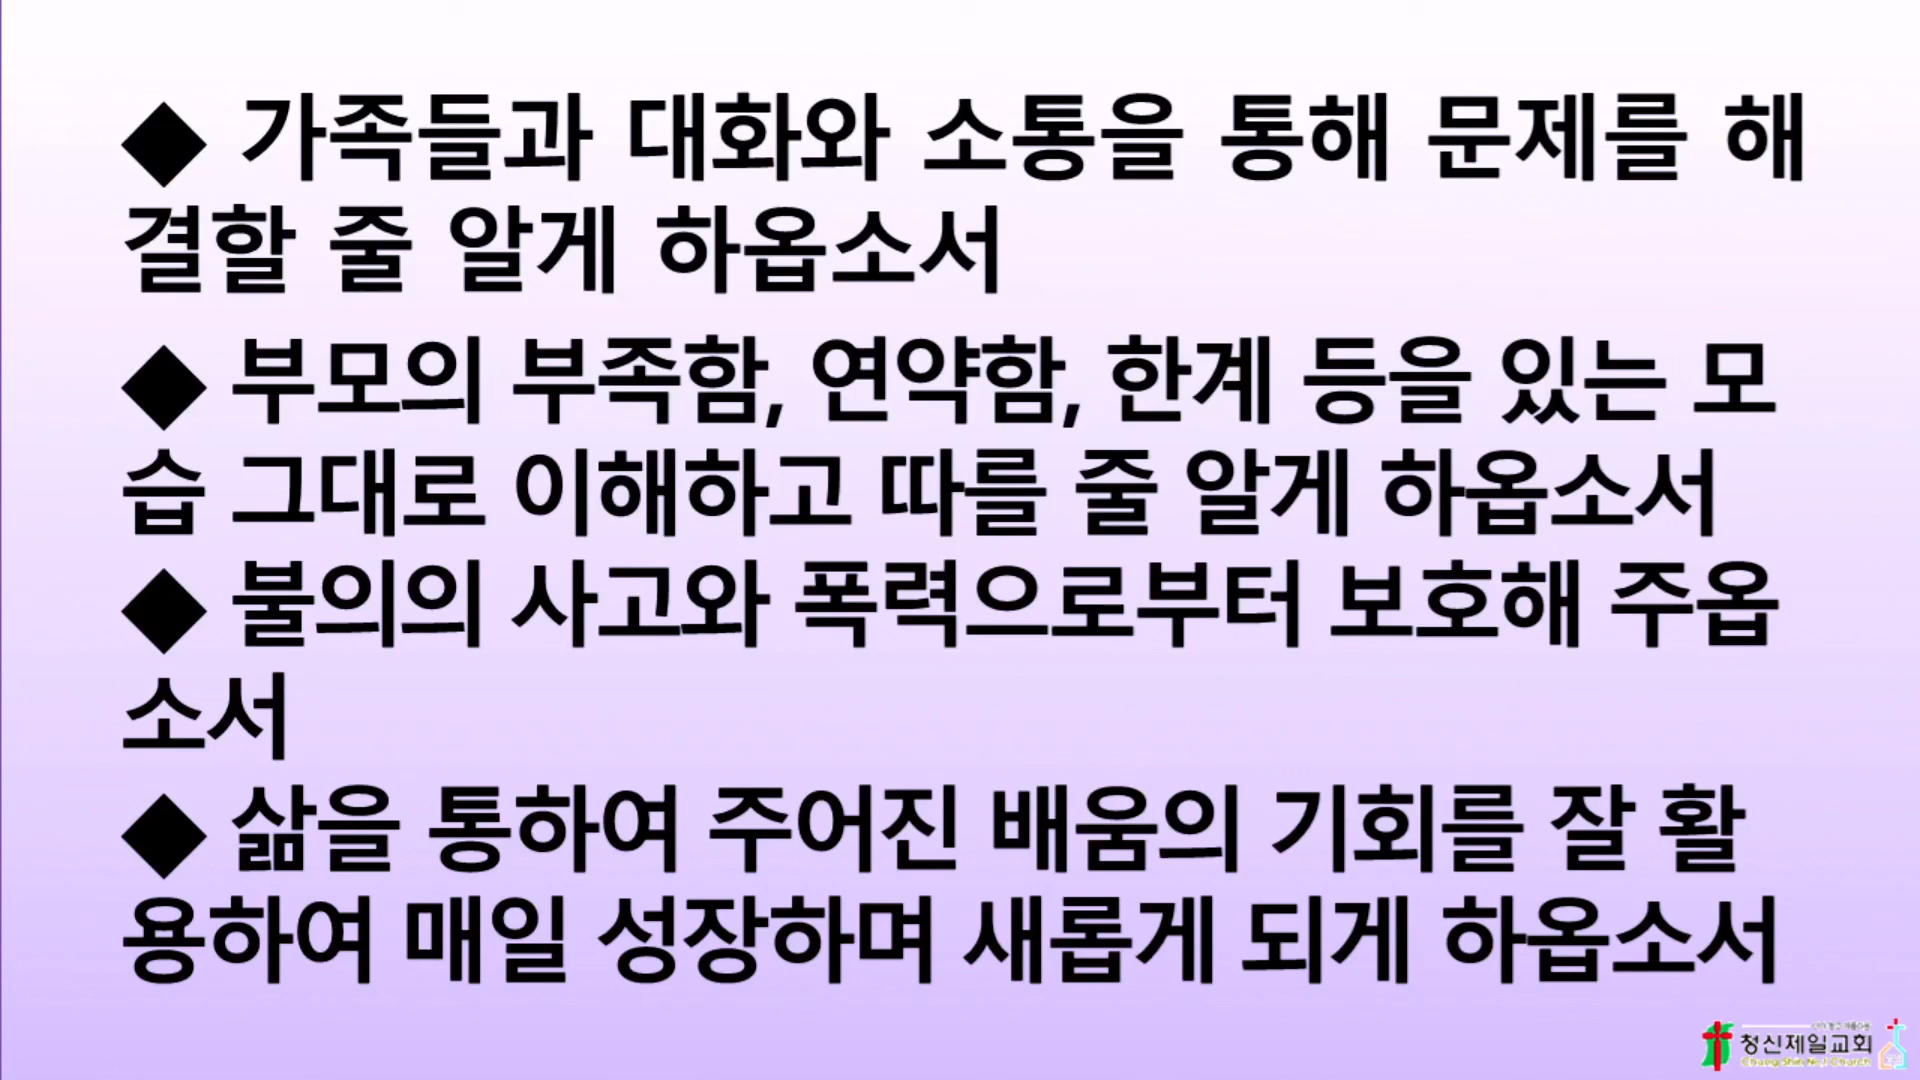 ◆ 가족들과 대화와 소통을 통해 문제를 해
결할 줄 알게 하옵소서
◆ 부모의 부족함, 연약함, 한계 등을 있는 모
습 그대로 이해하고 따를 줄 알게 하옵소서
◆ 불의의 사고와 폭력으로부터 보호해 주옵
소서
◆ 삶을 통하여 주어진 배움의 기회를 잘 활
용하여 매일 성장하며 새롭게 되게 하옵소서
청신제일교회